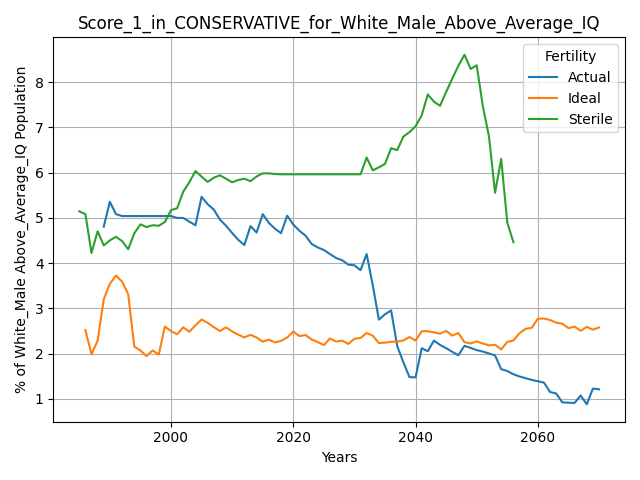 Score_1_in_CONSERVATIVE_for_White_Male_Above_Average_IQ
% of White_Male Above_Average_IQ Population
8
7
6
5
4
3
2
1
Fertility
Actual
Ideal
Sterile
2000
2020
2040
2060
Years